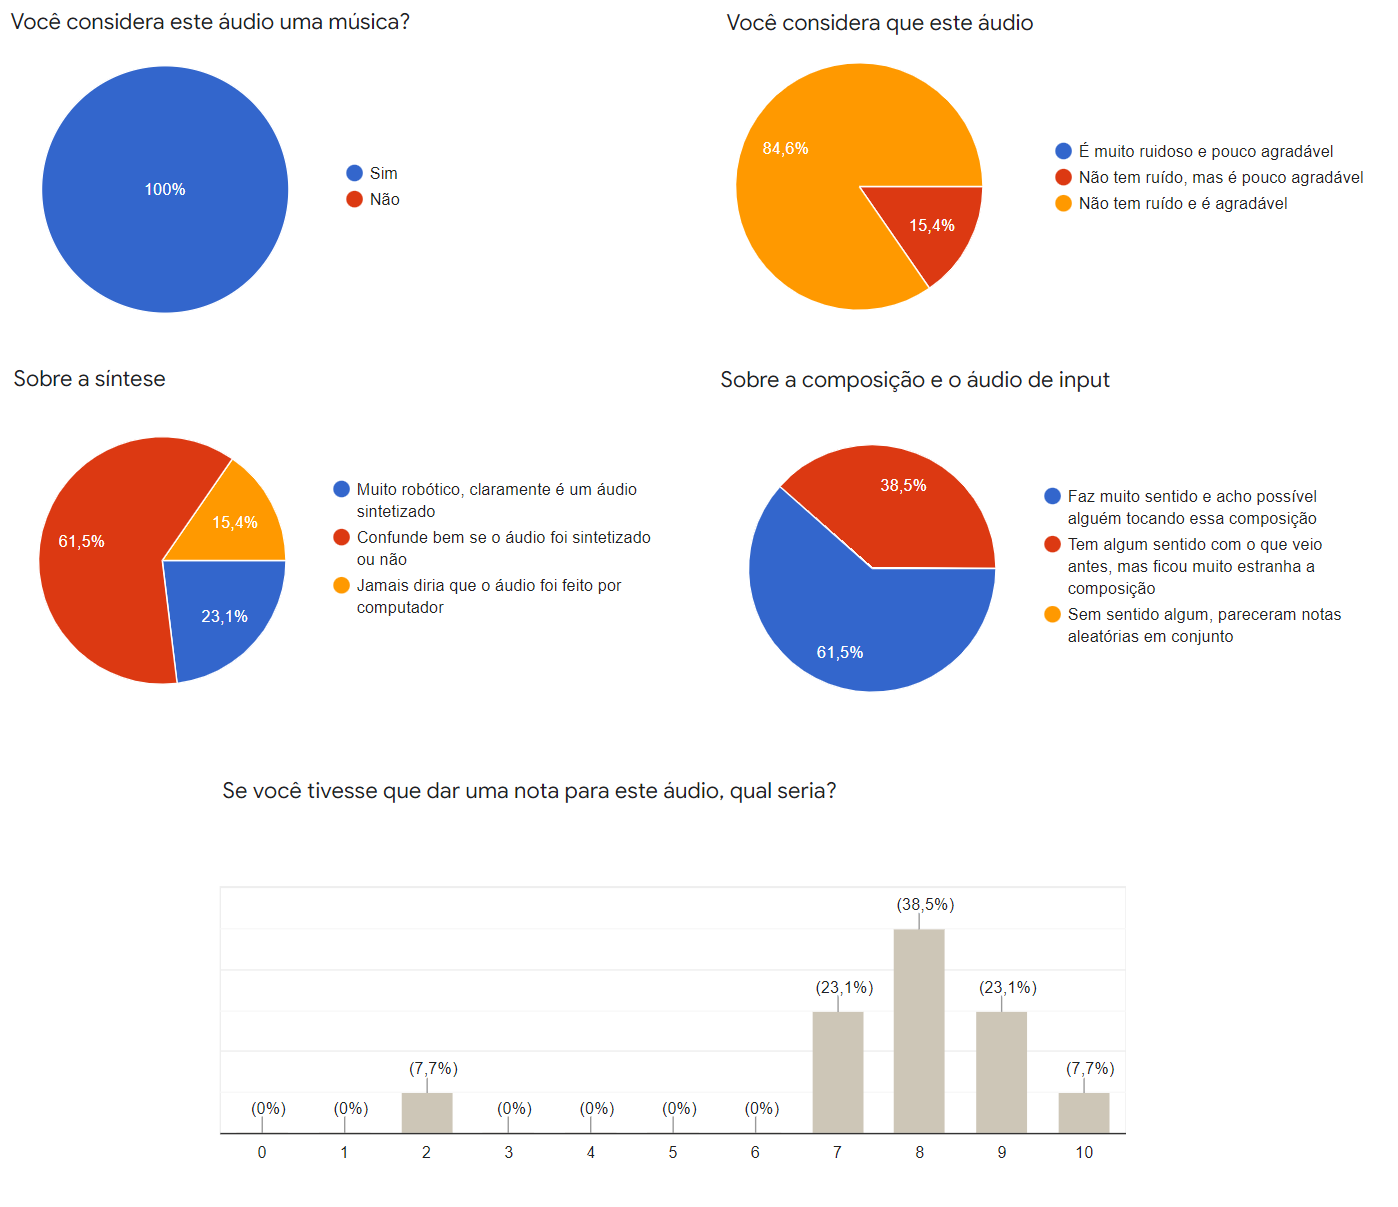 Você considera este áudio uma música?
100%
Sim
Não
Você considera que este áudio
84,6%
15,4%
É muito ruidoso e pouco agradável
Não tem ruído, mas é pouco agradável
Não tem ruído e é agradável
Sobre a síntese
61,5%
15,4%
23,1%
Muito robótico, claramente é um áudio
sintetizado
Confunde bem se o áudio foi sintetizado
ou não
Jamais diria que o áudio foi feito por
computador
Sobre a composição e o áudio de input
38,5%
61,5%
Faz muito sentido e acho possível
alguém tocando essa composição
Tem algum sentido com o que veio
antes, mas ficou muito estranha a
composição
Sem sentido algum, pareceram notas
aleatórias em conjunto
Se você tivesse que dar uma nota para este áudio, qual seria?
(38,5%)
(23,1%) (23,1%)
(7,7%) (7,7%)
(0%) (0%) (0%) (0%) (0%) (0%)
0 1 2 3 4 5 6 7 8 9 10